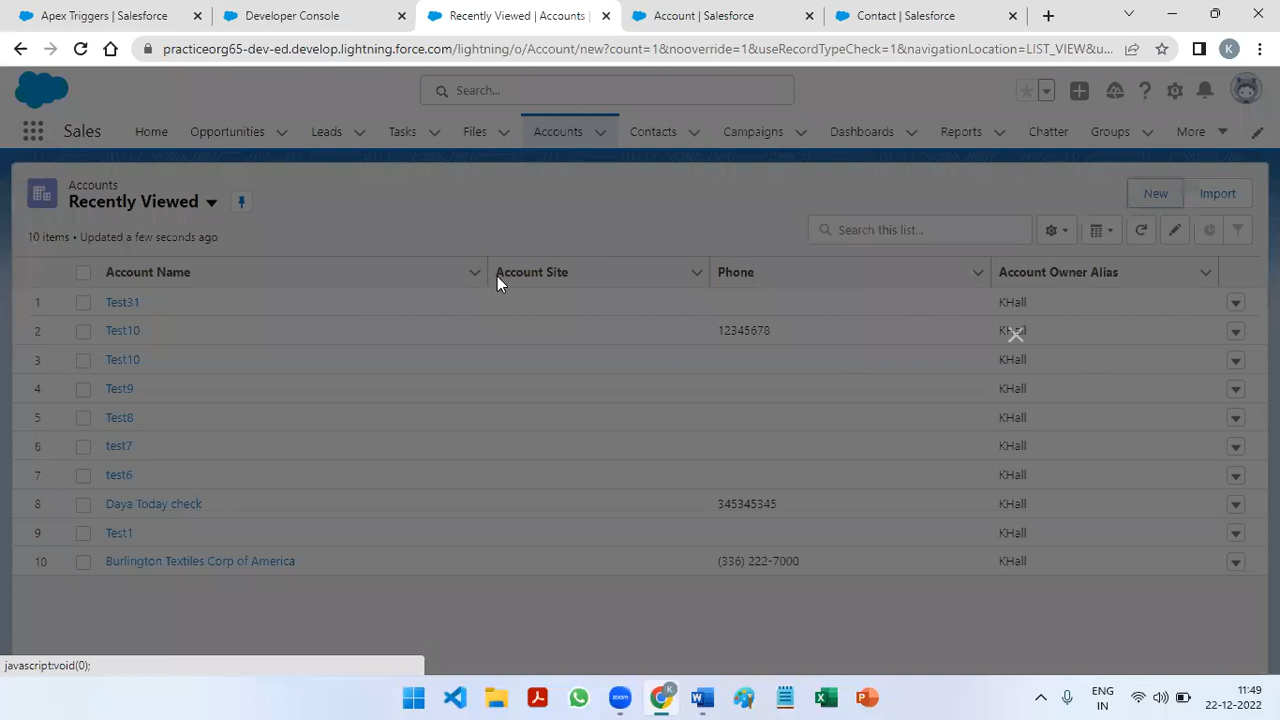 Apex Triggers | Salesforce
Developer Console
Recently Viewed | Accounts |
Account | Salesforce
Contact | Salesforce
practiceorg65-dev-ed.develop.lightning.force.com/lightning/o/Account/new?count=1&nooverride=1&useRecordTypeCheck=1&navigationLocation=LIST_VIEW&u...
K
Search...
Sales
Home
Opportunities
Leads
Tasks
Files
Accounts
Contacts
Campaigns
Dashboards
Reports
Chatter
Groups
More
Accounts
Recently Viewed
New
Import
10 items • Updated a few seconds ago
Search this list...
Account Name
Account Site
Phone
Account Owner Alias
1 Test31 KHall
2 Test10 12345678 KHall
3 Test10 KHall
4 Test9 KHall
5 Test8 KHall
6 test7 KHall
7 test6 KHall
8 Daya Today check 345345345 KHall
9 Test1 KHall
10 Burlington Textiles Corp of America (336) 222-7000 KHall
javascript:void(0);
zoom
K
ENG
IN
11:49
22-12-2022